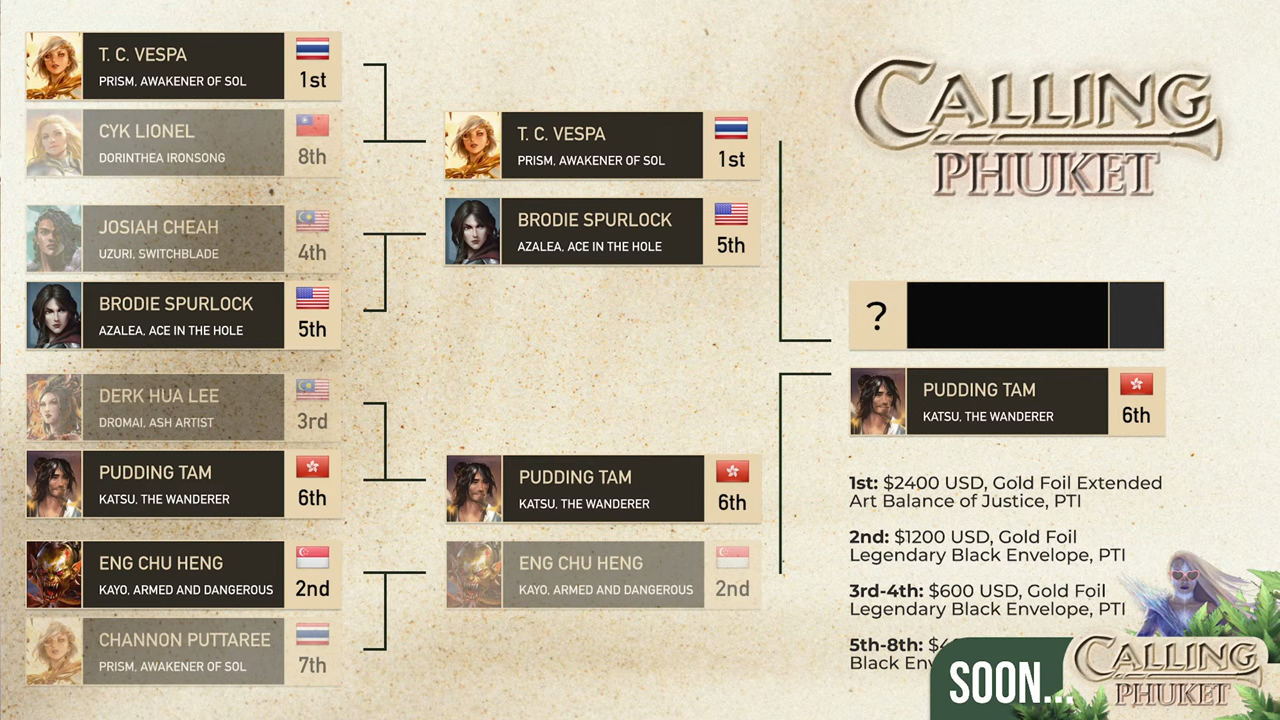 T. C. VESPA
PRISM, AWAKENER OF SOL
1st
CYK LIONEL
DORINTHEA IRONSONG
8th
JOSIAH CHEAH
UZURI, SWITCHBLADE
4th
BRODIE SPURLOCK
AZALEA, ACE IN THE HOLE
5th
DERK HUA LEE
DROMAI, ASH ARTIST
3rd
PUDDING TAM
KATSU, THE WANDERER
6th
ENG CHU HENG
KAYO, ARMED AND DANGEROUS
2nd
CHANNON PUTTAREE
PRISM, AWAKENER OF SOL
7th
T. C. VESPA
PRISM, AWAKENER OF SOL
1st
BRODIE SPURLOCK
AZALEA, ACE IN THE HOLE
5th
PUDDING TAM
KATSU, THE WANDERER
6th
ENG CHU HENG
KAYO, ARMED AND DANGEROUS
2nd
CALLING
PHUKET
?
PUDDING TAM
KATSU, THE WANDERER
6th
1st: $2400 USD, Gold Foil Extended
Art Balance of Justice, PTI
2nd: $1200 USD, Gold Foil
Legendary Black Envelope, PTI
3rd-4th: $600 USD, Gold Foil
Legendary Black Envelope, PTI
5th-8th:
Black
SOON...
CALLING
PHUKET